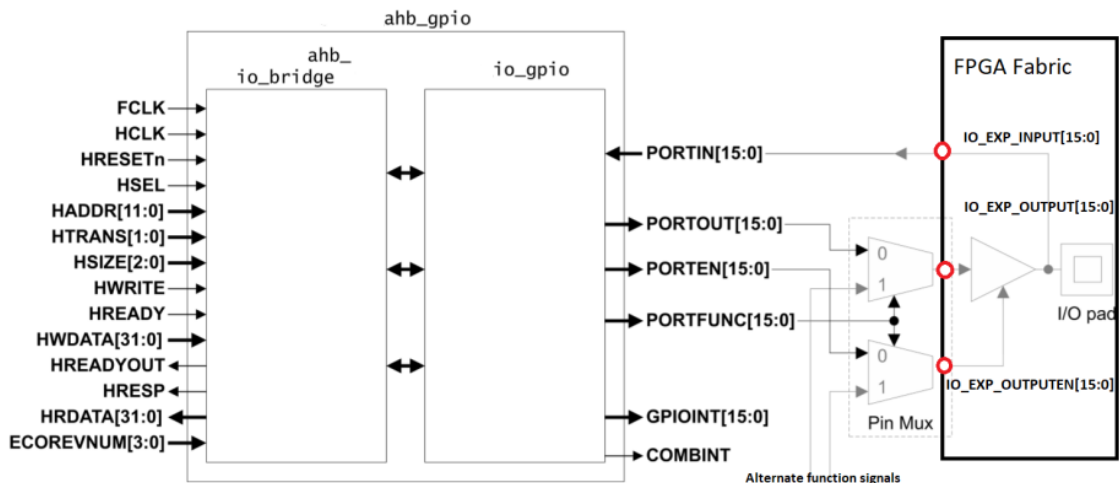 ahb_gpio
ahb_
io_bridge
io_gpio
FPGA Fabric
FCLK
HCLK
HRESETn
HSEL
HADDR[11:0]
HTRANS[1:0]
HSIZE[2:0]
HWRITE
HREADY
HWDATA[31:0]
HREADYOUT
HRESP
HRDATA[31:0]
ECOREVNUM[3:0]
PORTIN[15:0]
PORTOUT[15:0]
PORTEN[15:0]
PORTFUNC[15:0]
GPIOINT[15:0]
COMBINT
0
1
0
1
Pin Mux
Alternate function signals
IO_EXP_INPUT[15:0]
IO_EXP_OUTPUT[15:0]
I/O pad
IO_EXP_OUTPUTEN[15:0]